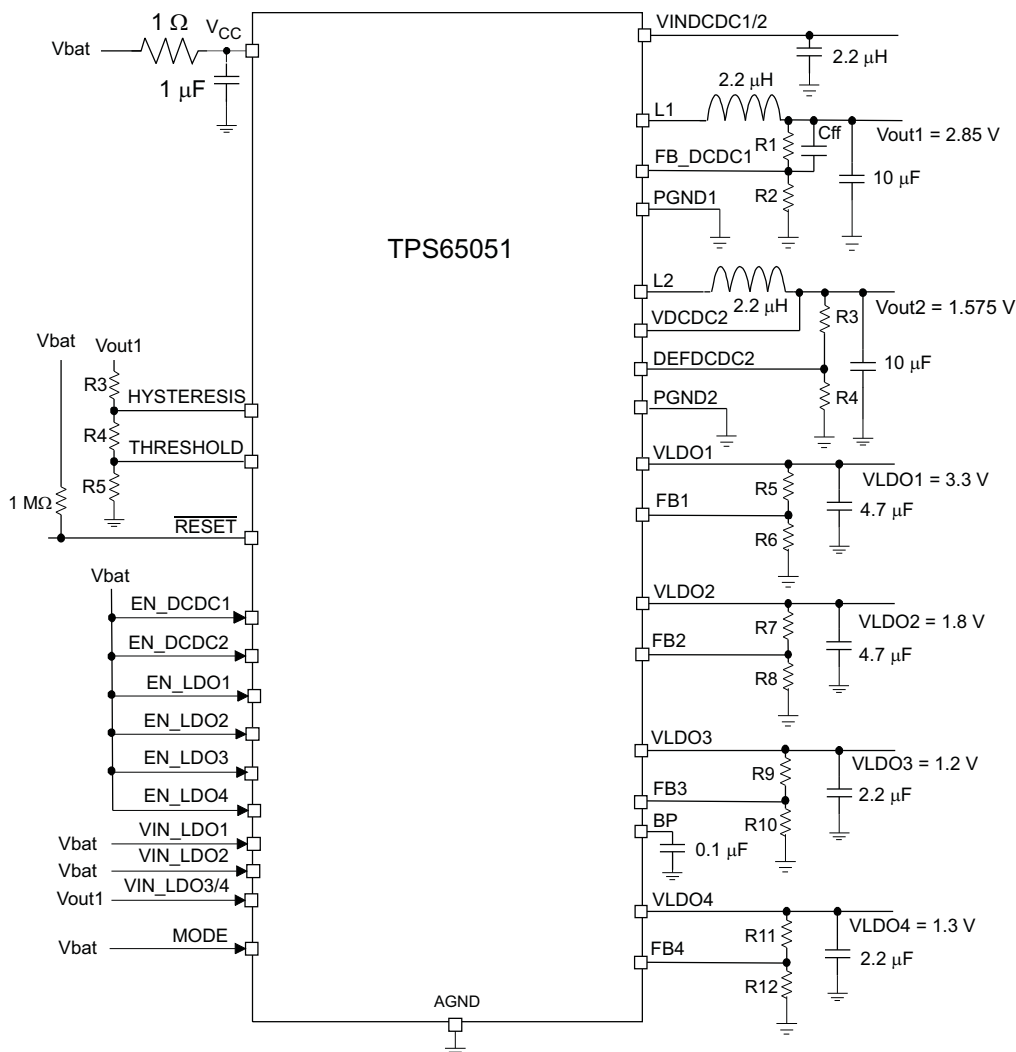 1 Ω
Vbat
VCC
1 μF
VINDCDC1/2
2.2 μH
2.2 μH
L1
R1
Cff
Vout1 = 2.85 V
FB_DCDC1
R2
10 μF
PGND1
TPS65051
L2
2.2 μH
Vout2 = 1.575 V
R3
VDCDC2
10 μF
DEFDCDC2
R4
PGND2
Vbat
Vout1
R3
HYSTERESIS
R4
THRESHOLD
R5
1 MΩ
RESET
VLDO1
VLDO1 = 3.3 V
R5
4.7 μF
FB1
R6
Vbat
EN_DCDC1
EN_DCDC2
EN_LDO1
EN_LDO2
EN_LDO3
EN_LDO4
Vbat
VIN_LDO1
Vbat
VIN_LDO2
Vout1
VIN_LDO3/4
Vbat
MODE
VLDO2
VLDO2 = 1.8 V
R7
4.7 μF
FB2
R8
VLDO3
VLDO3 = 1.2 V
R9
2.2 μF
FB3
R10
BP
0.1 μF
VLDO4
VLDO4 = 1.3 V
R11
2.2 μF
FB4
R12
AGND